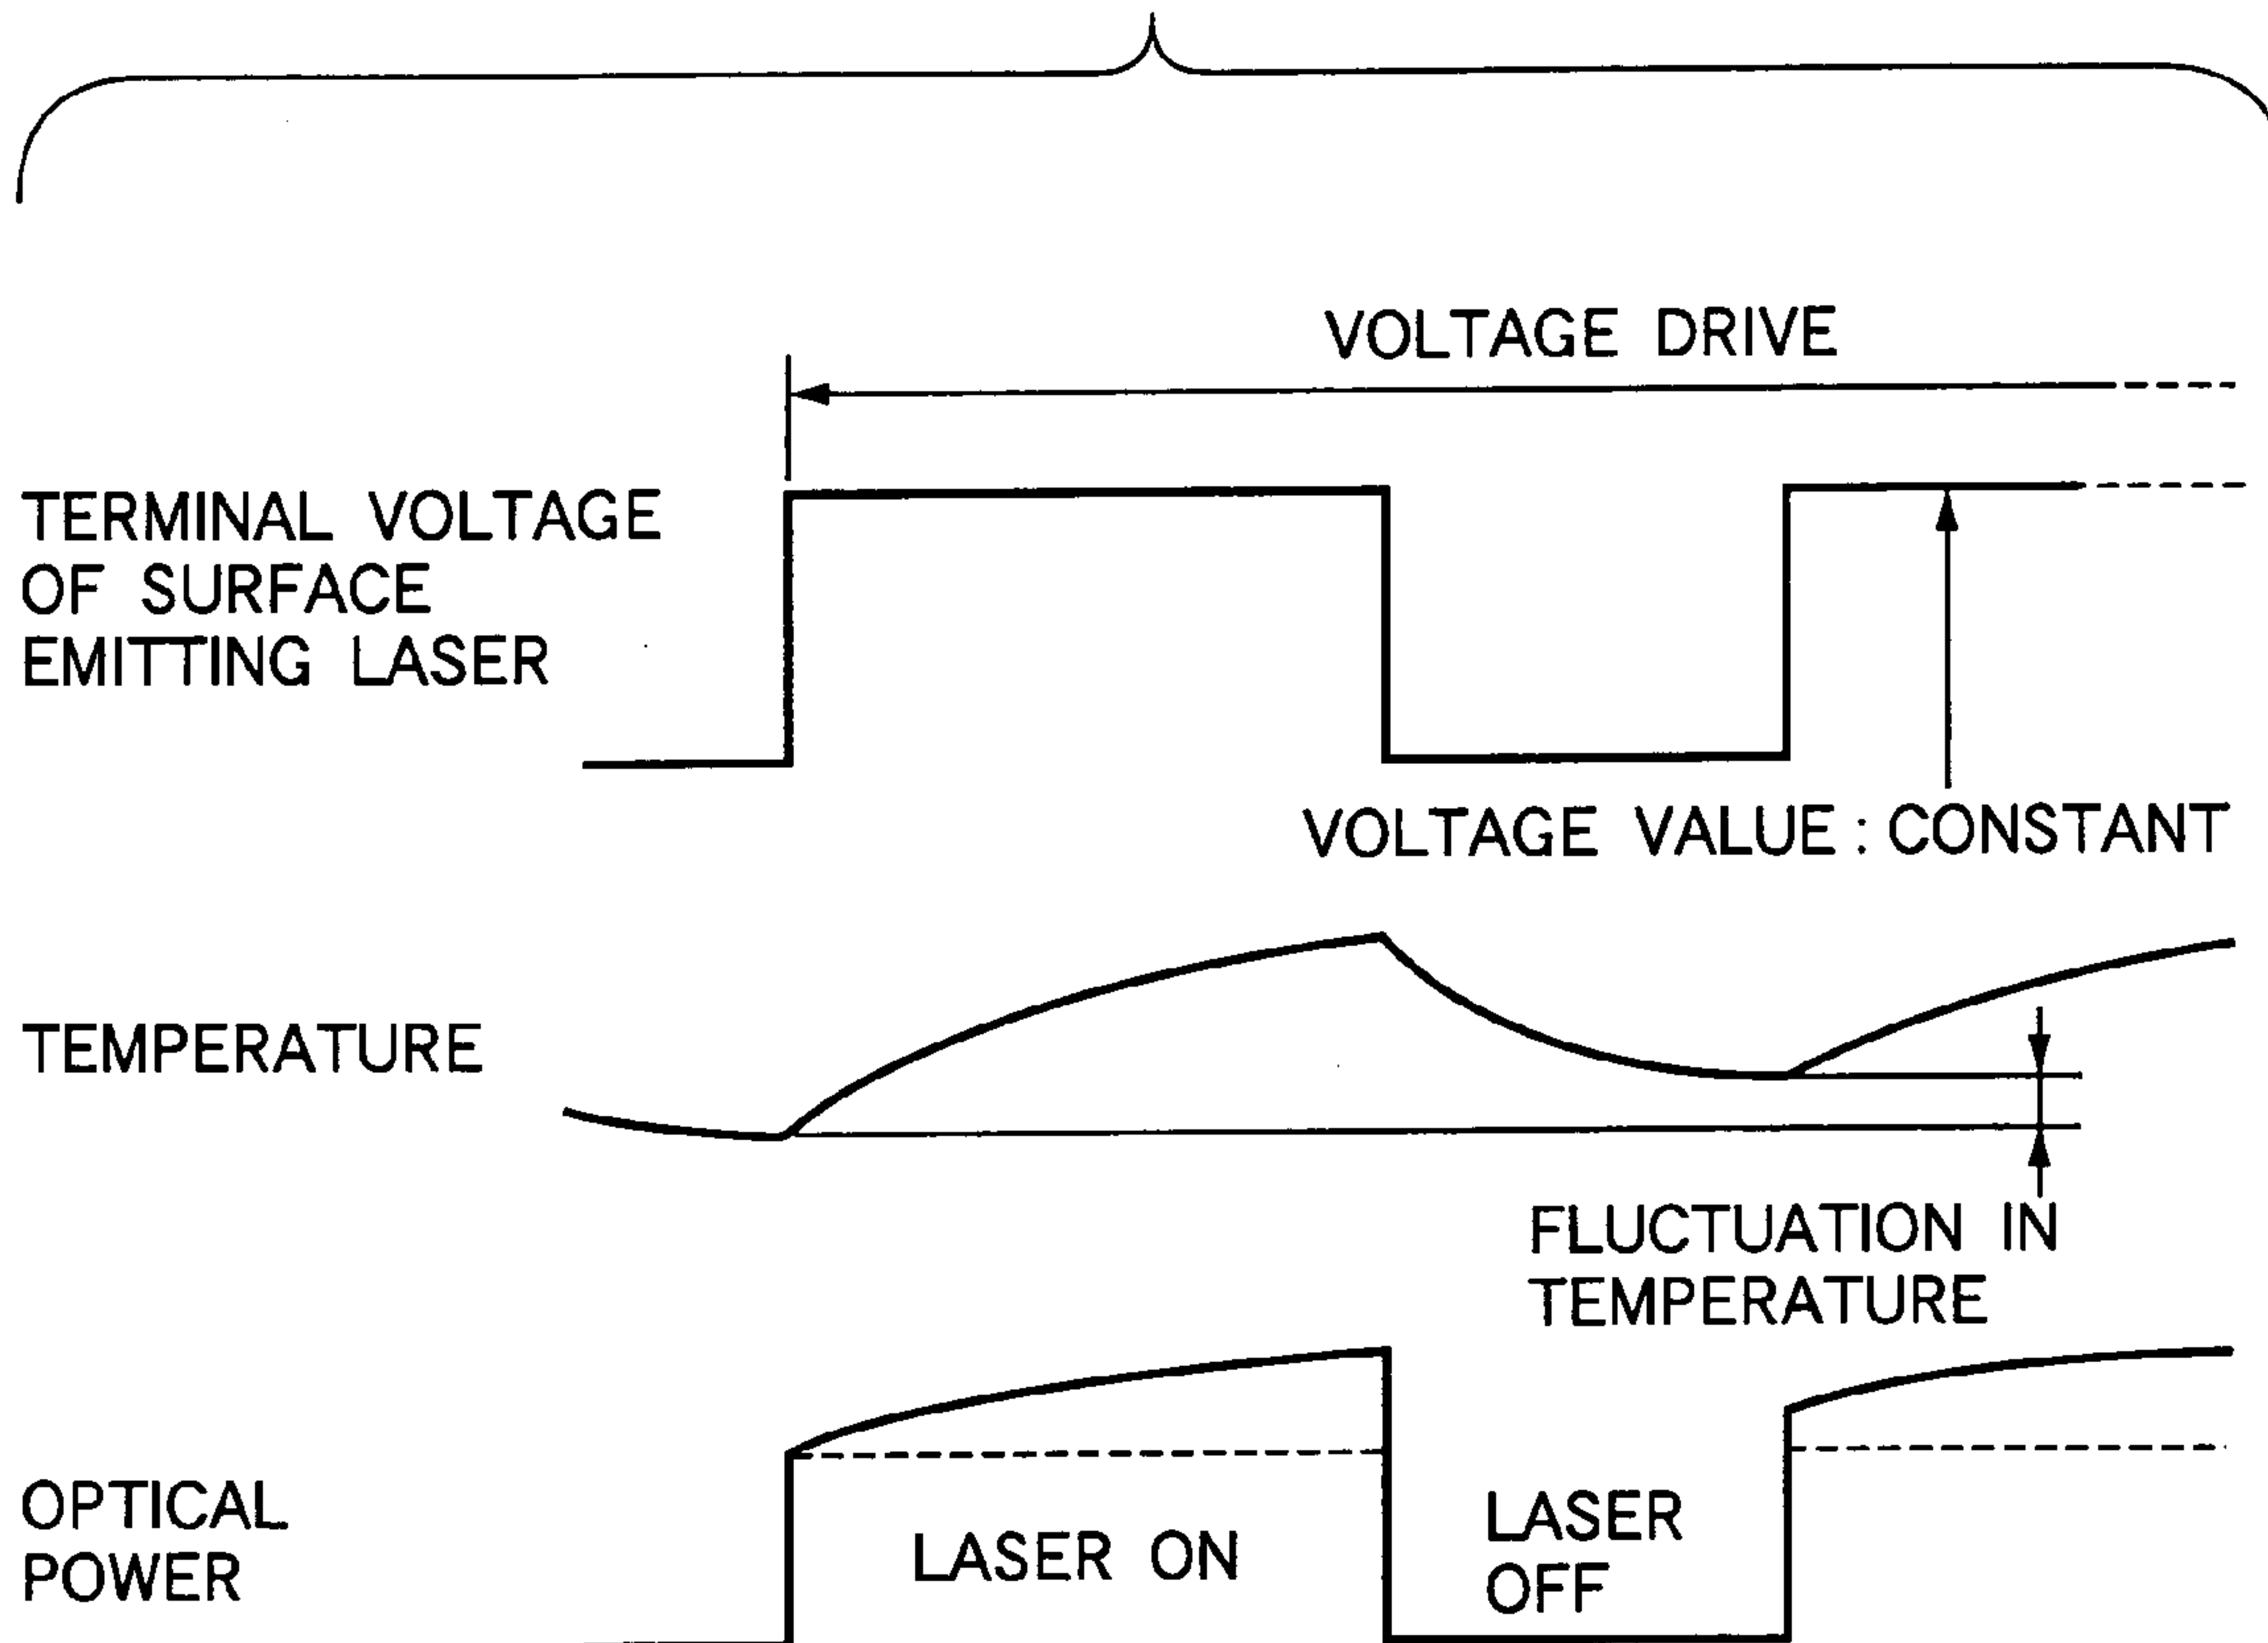 VOLTAGE DRIVE
TERMINAL VOLTAGE
OF SURFACE
EMITTING LASER
VOLTAGE VALUE : CONSTANT
TEMPERATURE
FLUCTUATION IN
TEMPERATURE
OPTICAL
POWER
LASER ON
LASER
OFF